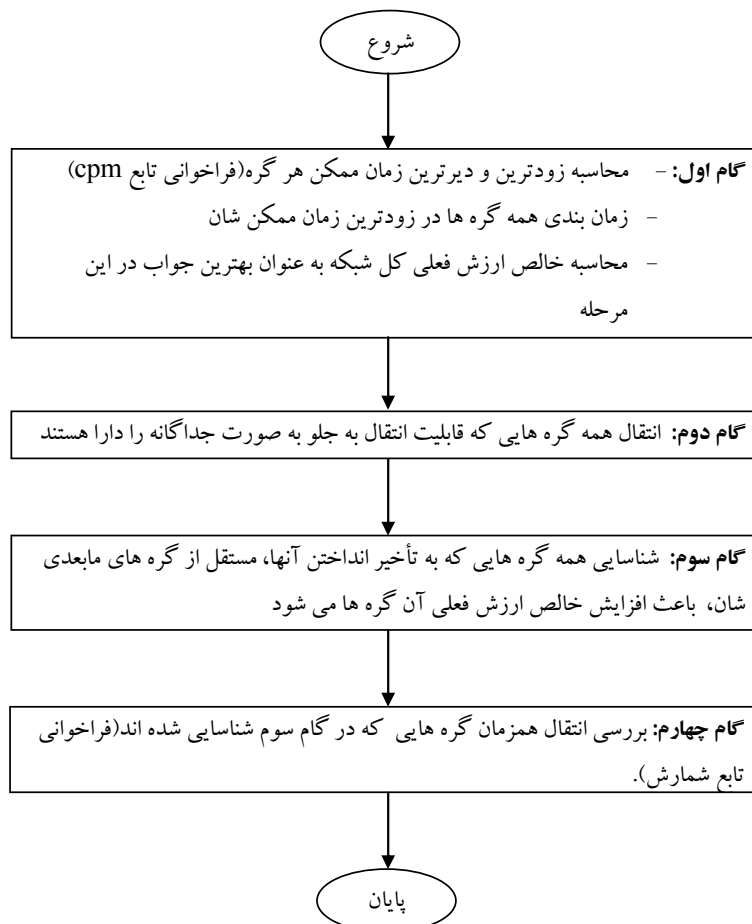 شروع
گام اول: - محاسبه زودترین و دیرترین زمان ممکن هر گره(فراخوانی تابع cpm)
- زمان بندی همه گره ها در زودترین زمان ممکن شان
- محاسبه خالص ارزش فعلی کل شبکه به عنوان بهترین جواب در این
مرحله
گام دوم: انتقال همه گره هایی که قابلیت انتقال به جلو به صورت جداگانه را دارا هستند
گام سوم: شناسایی همه گره هایی که به تأخیر انداختن آنها، مستقل از گره های مابعدی
شان، باعث افزایش خالص ارزش فعلی آن گره ها می شود
گام چهارم: بررسی انتقال همزمان گره هایی که در گام سوم شناسایی شده اند(فراخوانی
تابع شمارش).
پایان